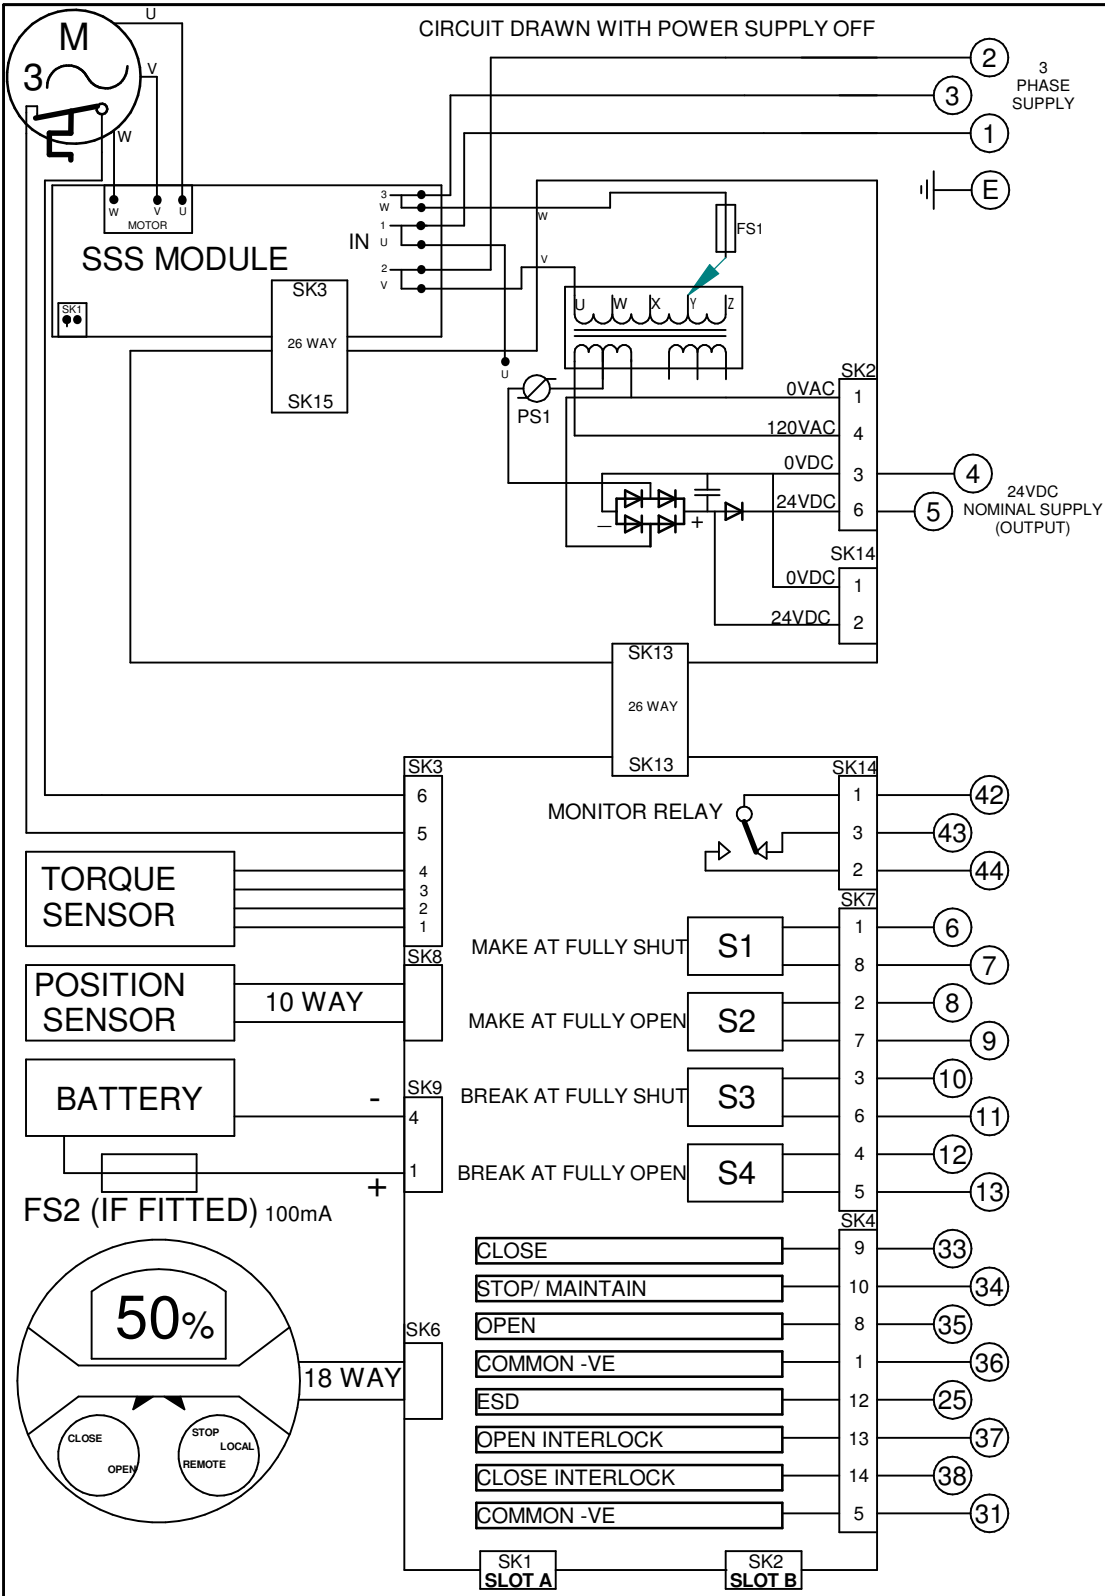 CIRCUIT DRAWN WITH POWER SUPPLY OFF
U
M
3
V
W
2
3
1
3
PHASE
SUPPLY
E
W V U
MOTOR
SSS MODULE
IN
3
W
1
U
2
V
W
V
FS1
SK1
SK3
26 WAY
SK15
U W X Y Z
U
PS1
SK2
0VAC 1
120VAC 4
0VDC 3 4
24VDC 6 5
24VDC
NOMINAL SUPPLY
(OUTPUT)
— +
SK14
0VDC 1
24VDC 2
SK13
26 WAY
SK13
SK3
6
5
4
3
2
1
TORQUE
SENSOR
SK8
POSITION
SENSOR
10 WAY
BATTERY
SK9
- 4
1
+
FS2 (IF FITTED) 100mA
50%
SK6
18 WAY
CLOSE
OPEN
STOP
LOCAL
REMOTE
SK14
MONITOR RELAY
1 42
3 43
2 44
SK7
MAKE AT FULLY SHUT S1
1 6
8 7
MAKE AT FULLY OPEN S2
2 8
7 9
BREAK AT FULLY SHUT S3
3 10
6 11
BREAK AT FULLY OPEN S4
4 12
5 13
SK4
CLOSE 9 33
STOP/ MAINTAIN 10 34
OPEN 8 35
COMMON -VE 1 36
ESD 12 25
OPEN INTERLOCK 13 37
CLOSE INTERLOCK 14 38
COMMON -VE 5 31
SK1
SLOT A
SK2
SLOT B